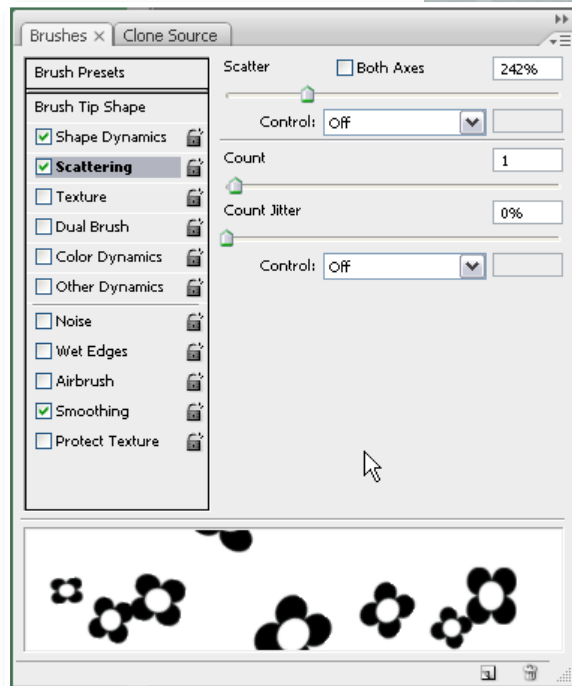 Brushes × Clone Source
Brush Presets
Brush Tip Shape
Shape Dynamics
Scattering
Texture
Dual Brush
Color Dynamics
Other Dynamics
Noise
Wet Edges
Airbrush
Smoothing
Protect Texture
Scatter Both Axes 242%
Control: Off
Count 1
Count Jitter 0%
Control: Off